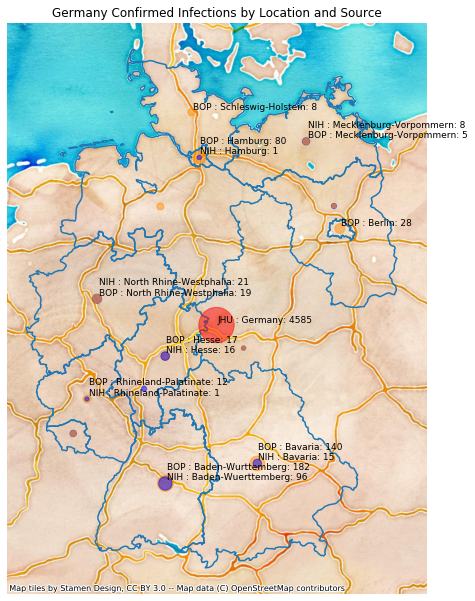 Germany Confirmed Infections by Location and Source
BOP : Schleswig-Holstein: 8
NIH : Mecklenburg-Vorpommern: 8
BOP : Mecklenburg-Vorpommern: 5
BOP : Hamburg: 80
NIH : Hamburg: 1
BOP : Berlin: 28
NIH : North Rhine-Westphalia: 21
BOP : North Rhine-Westphalia: 19
JHU : Germany: 4585
BOP : Hesse: 17
NIH : Hesse: 16
BOP : Rhineland-Palatinate: 12
NIH : Rhineland-Palatinate: 1
BOP : Bavaria: 140
NIH : Bavaria: 15
BOP : Baden-Wurttemberg: 182
NIH : Baden-Wuerttemberg: 96
Map tiles by Stamen Design, CC BY 3.0 -- Map data (C) OpenStreetMap contributors